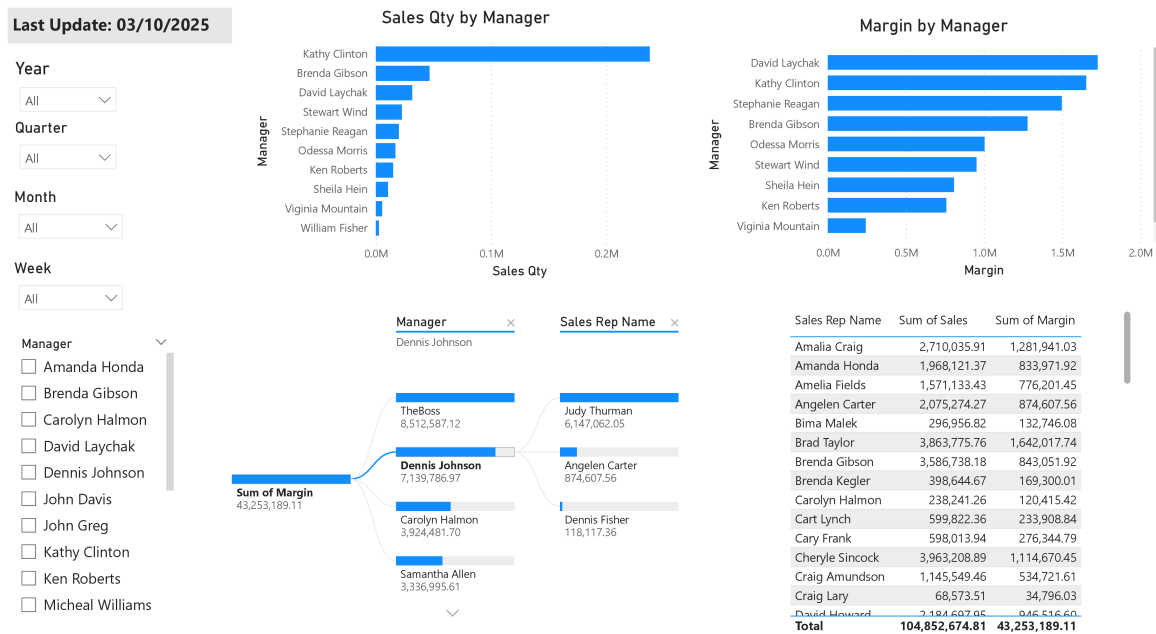 Last Update: 03/10/2025
Year
All
Quarter
All
Month
All
Week
All
Manager
Amanda Honda
Brenda Gibson
Carolyn Halmon
David Laychak
Dennis Johnson
John Davis
John Greg
Kathy Clinton
Ken Roberts
Micheal Williams
Sales Qty by Manager
Manager
Kathy Clinton
Brenda Gibson
David Laychak
Stewart Wind
Stephanie Reagan
Odessa Morris
Ken Roberts
Sheila Hein
Viginia Mountain
William Fisher
0.0M 0.1M 0.2M
Sales Qty
Margin by Manager
Manager
David Laychak
Kathy Clinton
Stephanie Reagan
Brenda Gibson
Odessa Morris
Stewart Wind
Sheila Hein
Ken Roberts
Viginia Mountain
0.0M 0.5M 1.0M 1.5M 2.0M
Margin
Manager
Dennis Johnson
Sales Rep Name
Sum of Margin
43,253,189.11
TheBoss
8,512,587.12
Dennis Johnson
7,139,786.97
Carolyn Halmon
3,924,481.70
Samantha Allen
3,336,995.61
Judy Thurman
6,147,062.05
Angelen Carter
874,607.56
Dennis Fisher
118,117.36
Sales Rep Name Sum of Sales Sum of Margin
Amalia Craig 2,710,035.91 1,281,941.03
Amanda Honda 1,968,121.37 833,971.92
Amelia Fields 1,571,133.43 776,201.45
Angelen Carter 2,075,274.27 874,607.56
Bima Malek 296,956.82 132,746.08
Brad Taylor 3,863,775.76 1,642,017.74
Brenda Gibson 3,586,738.18 843,051.92
Brenda Kegler 398,644.67 169,300.01
Carolyn Halmon 238,241.26 120,415.42
Cart Lynch 599,822.36 233,908.84
Cary Frank 598,013.94 276,344.79
Cheryle Sincock 3,963,208.89 1,114,670.45
Craig Amundson 1,145,549.46 534,721.61
Craig Lary 68,573.51 34,796.03
David Howard 2,184,697.95 946,516.60
Total 104,852,674.81 43,253,189.11